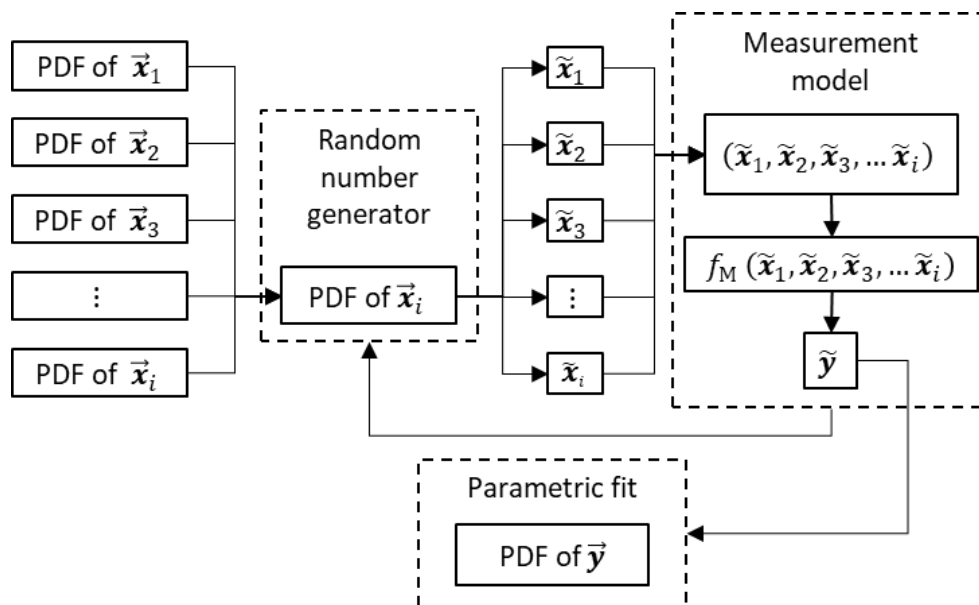 PDF of x⃗₁
PDF of x⃗₂
PDF of x⃗₃
⋮
PDF of x⃗ᵢ
Random
number
generator
PDF of x⃗ᵢ
x̃₁
x̃₂
x̃₃
⋮
x̃ᵢ
Measurement
model
(x̃₁, x̃₂, x̃₃, … x̃ᵢ)
f_M (x̃₁, x̃₂, x̃₃, … x̃ᵢ)
ỹ
Parametric fit
PDF of y⃗